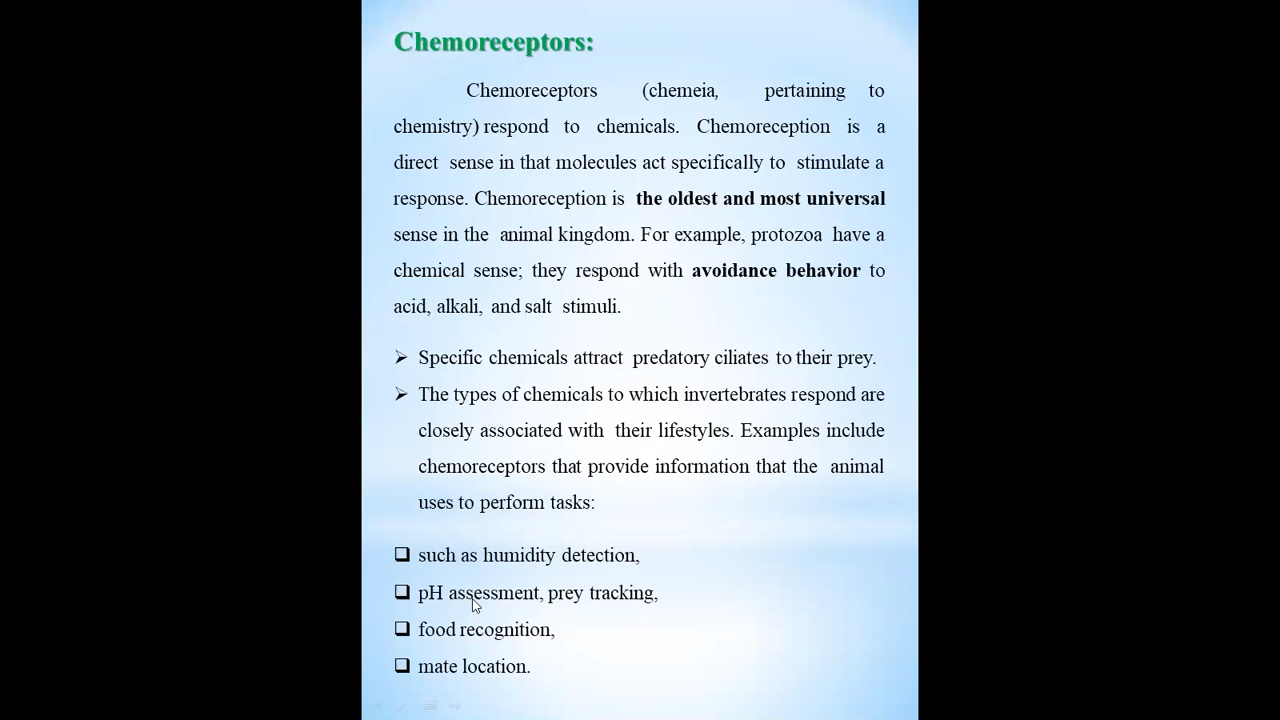 Chemoreceptors:
Chemoreceptors (chemeia, pertaining to
chemistry) respond to chemicals. Chemoreception is a
direct sense in that molecules act specifically to stimulate a
response. Chemoreception is the oldest and most universal
sense in the animal kingdom. For example, protozoa have a
chemical sense; they respond with avoidance behavior to
acid, alkali, and salt stimuli.
Specific chemicals attract predatory ciliates to their prey.
The types of chemicals to which invertebrates respond are
closely associated with their lifestyles. Examples include
chemoreceptors that provide information that the animal
uses to perform tasks:
such as humidity detection,
pH assessment, prey tracking,
food recognition,
mate location.